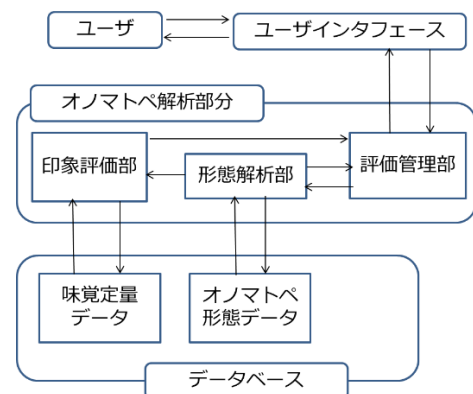 ユーザ
ユーザインタフェース
オノマトペ解析部分
印象評価部
形態解析部
評価管理部
味覚定量
データ
オノマトペ
形態データ
データベース